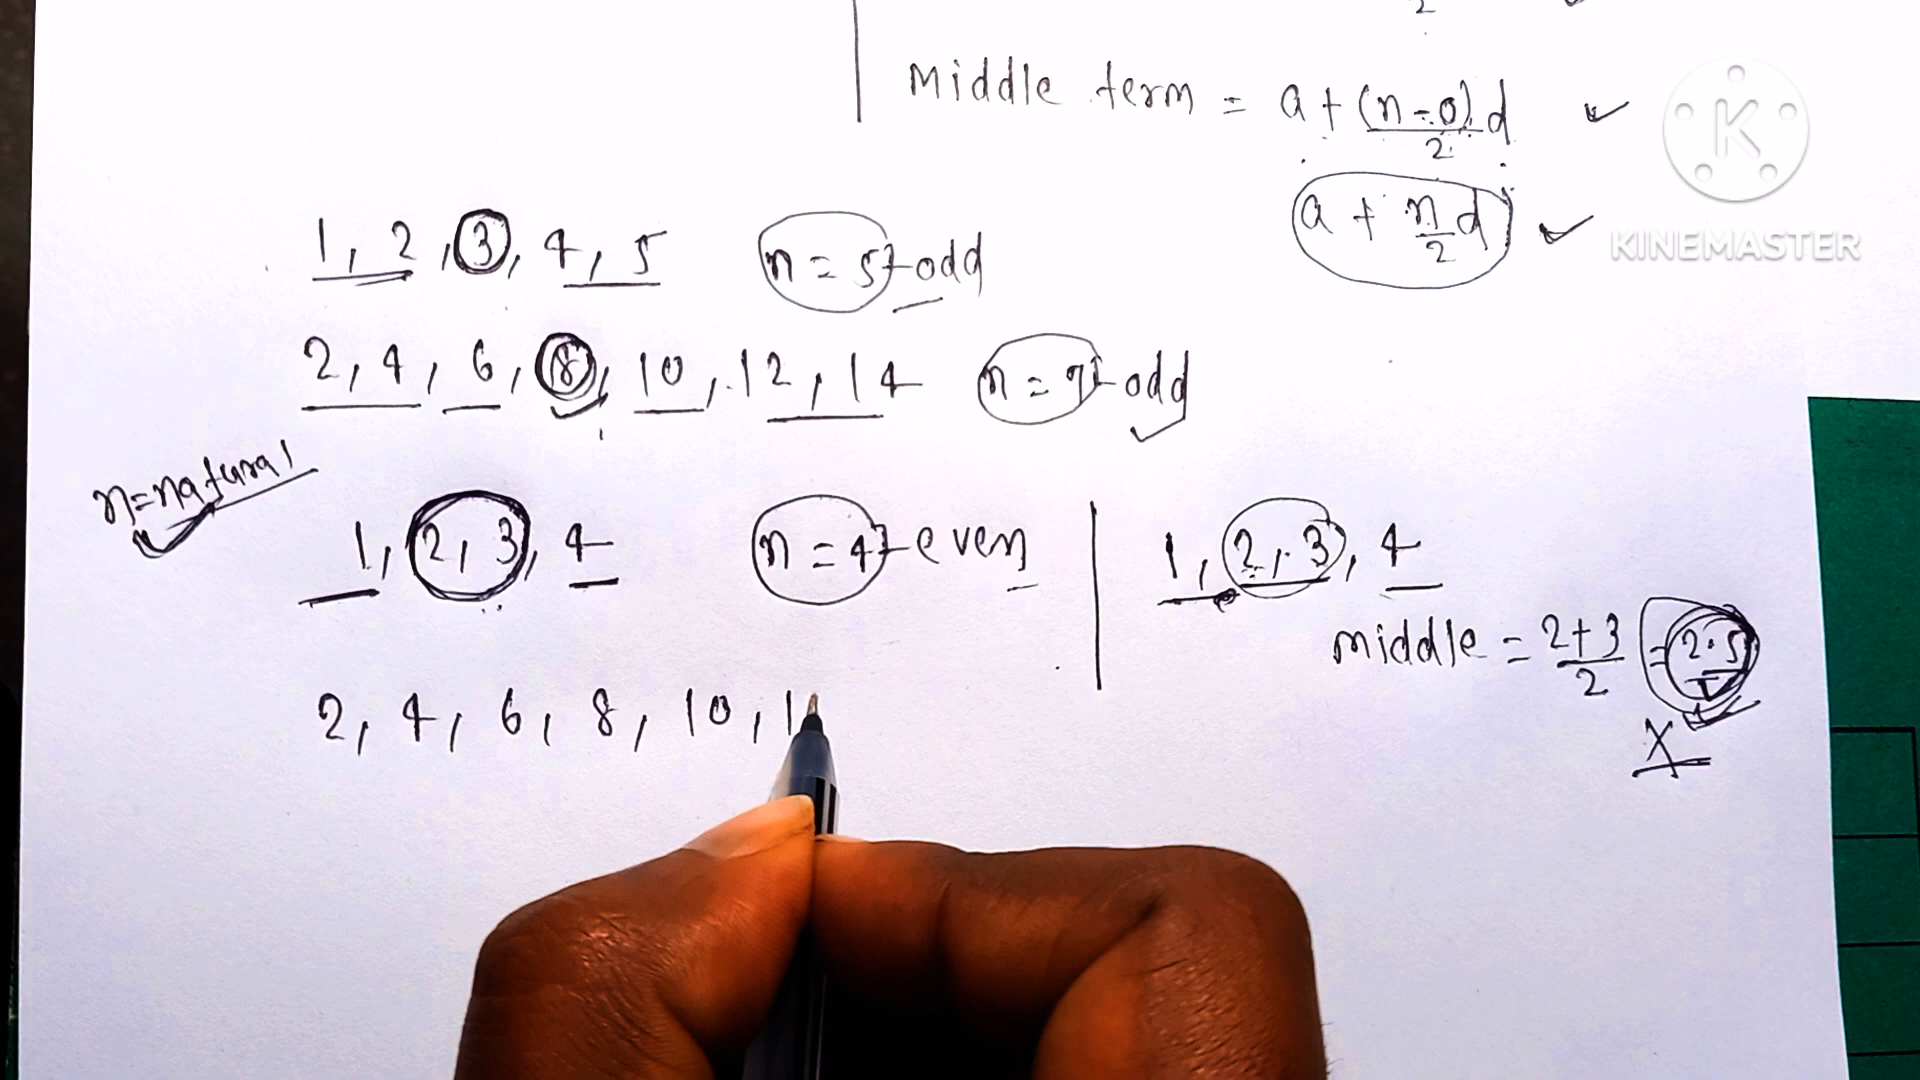 2
Middle term = a + (n-0)d
2
a + n/2 d
K
KINEMASTER
1, 2, 3, 4, 5 n = 5 odd
2, 4, 6, 8, 10, 12, 14 n = 7 odd
n=natural
1, 2, 3, 4 n = 4 even
1, 2, 3, 4
middle = 2+3/2 = 2.5
X
2, 4, 6, 8, 10, 1